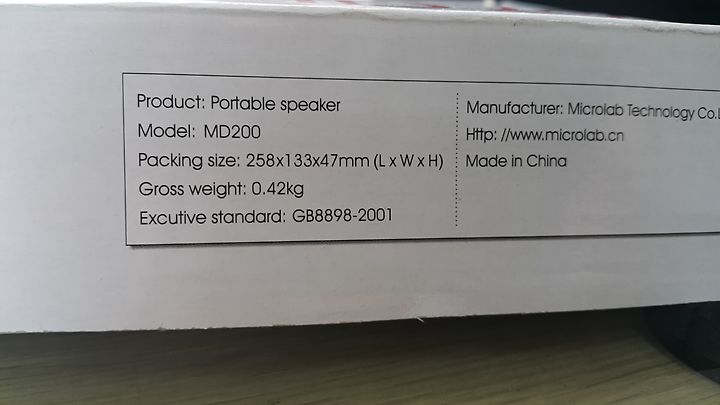 Product: Portable speaker
Model: MD200
Packing size: 258x133x47mm (L x W x H)
Gross weight: 0.42kg
Excutive standard: GB8898-2001
Manufacturer: Microlab Technology Co.L
Http: //www.microlab.cn
Made in China